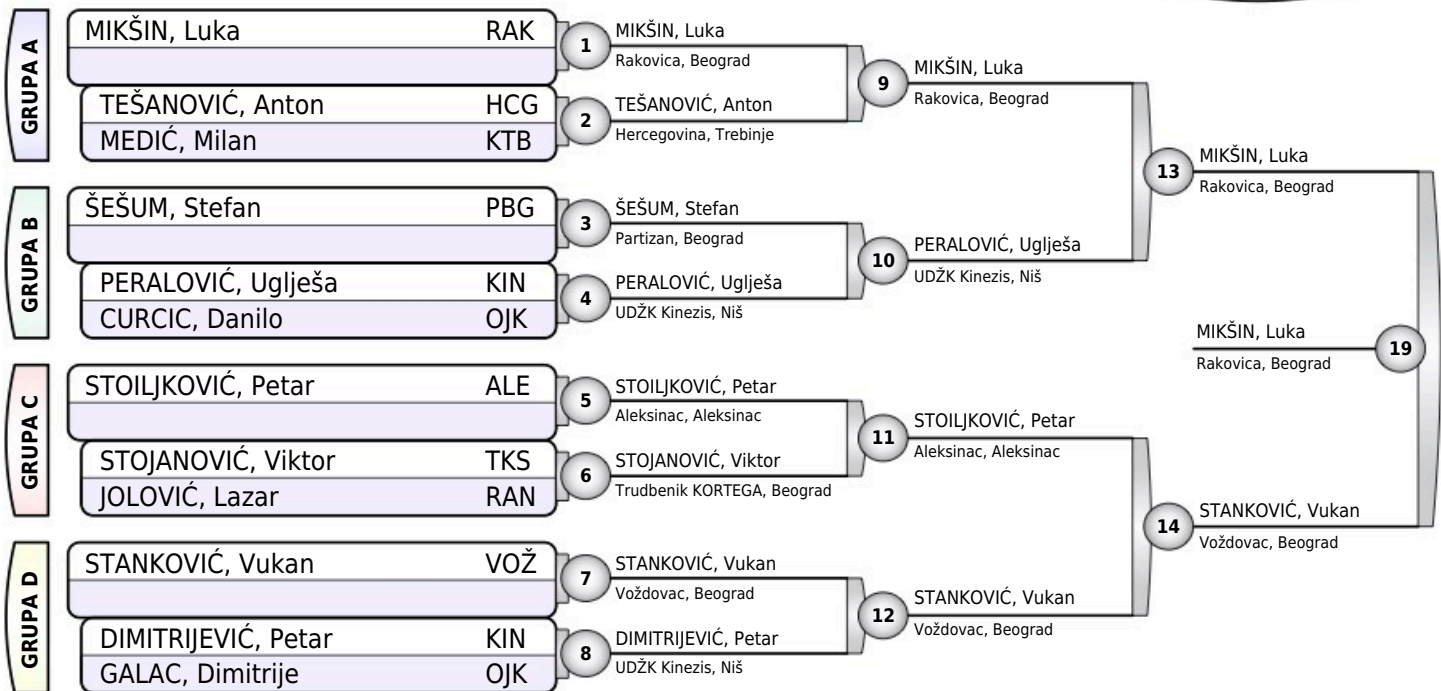 GRUPA A
MIKŠIN, Luka RAK
TEŠANOVIĆ, Anton HCG
MEDIĆ, Milan KTB
GRUPA B
ŠEŠUM, Stefan PBG
PERALOVIĆ, Uglješa KIN
CURCIC, Danilo OJK
GRUPA C
STOILJKOVIĆ, Petar ALE
STOJANOVIĆ, Viktor TKS
JOLOVIĆ, Lazar RAN
GRUPA D
STANKOVIĆ, Vukan VOŽ
DIMITRIJEVIĆ, Petar KIN
GALAC, Dimitrije OJK
1
MIKŠIN, Luka
Rakovica, Beograd
2
TEŠANOVIĆ, Anton
Hercegovina, Trebinje
3
ŠEŠUM, Stefan
Partizan, Beograd
4
PERALOVIĆ, Uglješa
UDŽK Kinezis, Niš
5
STOILJKOVIĆ, Petar
Aleksinac, Aleksinac
6
STOJANOVIĆ, Viktor
Trudbenik KORTEGA, Beograd
7
STANKOVIĆ, Vukan
Voždovac, Beograd
8
DIMITRIJEVIĆ, Petar
UDŽK Kinezis, Niš
9
MIKŠIN, Luka
Rakovica, Beograd
10
PERALOVIĆ, Uglješa
UDŽK Kinezis, Niš
11
STOILJKOVIĆ, Petar
Aleksinac, Aleksinac
12
STANKOVIĆ, Vukan
Voždovac, Beograd
13
MIKŠIN, Luka
Rakovica, Beograd
14
STANKOVIĆ, Vukan
Voždovac, Beograd
MIKŠIN, Luka
Rakovica, Beograd
19